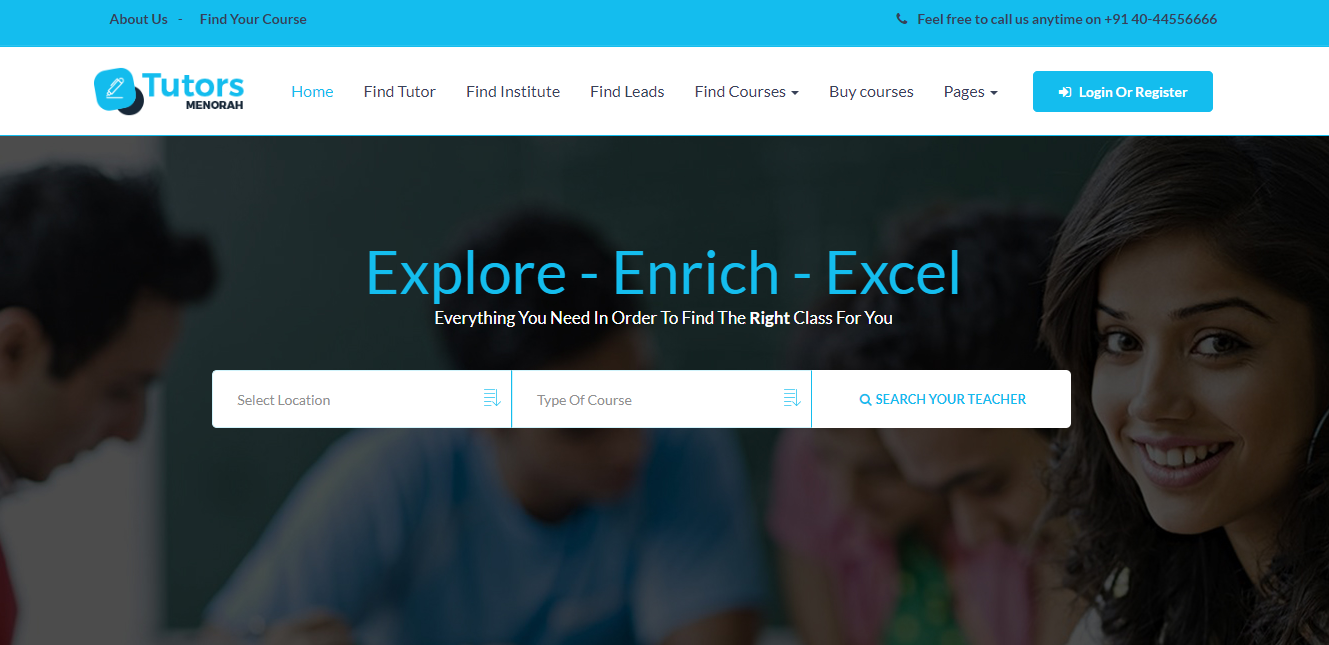 About Us - Find Your Course
Feel free to call us anytime on +91 40-44556666
Tutors
MENORAH
Home Find Tutor Find Institute Find Leads Find Courses Buy courses Pages Login Or Register
Explore - Enrich - Excel
Everything You Need In Order To Find The Right Class For You
Select Location Type Of Course SEARCH YOUR TEACHER